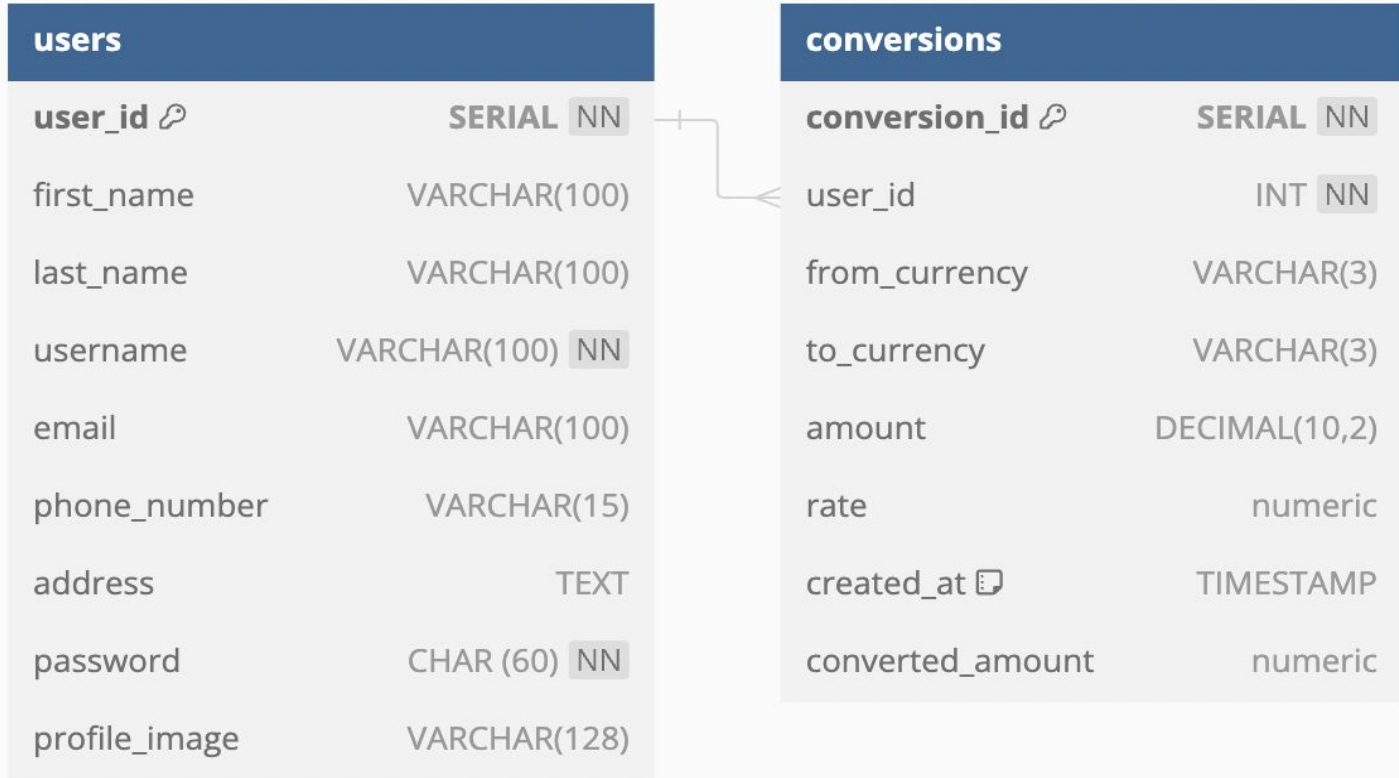 users
user_id SERIAL NN
first_name VARCHAR(100)
last_name VARCHAR(100)
username VARCHAR(100) NN
email VARCHAR(100)
phone_number VARCHAR(15)
address TEXT
password CHAR (60) NN
profile_image VARCHAR(128)
conversions
conversion_id SERIAL NN
user_id INT NN
from_currency VARCHAR(3)
to_currency VARCHAR(3)
amount DECIMAL(10,2)
rate numeric
created_at TIMESTAMP
converted_amount numeric